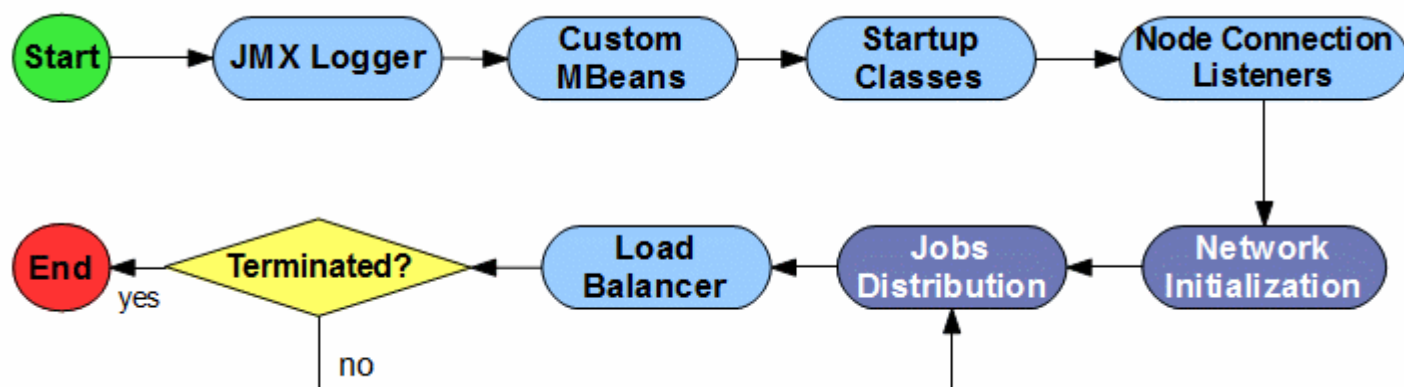 Start
JMX Logger
Custom
MBeans
Startup
Classes
Node Connection
Listeners
End
yes
Terminated?
no
Load
Balancer
Jobs
Distribution
Network
Initialization